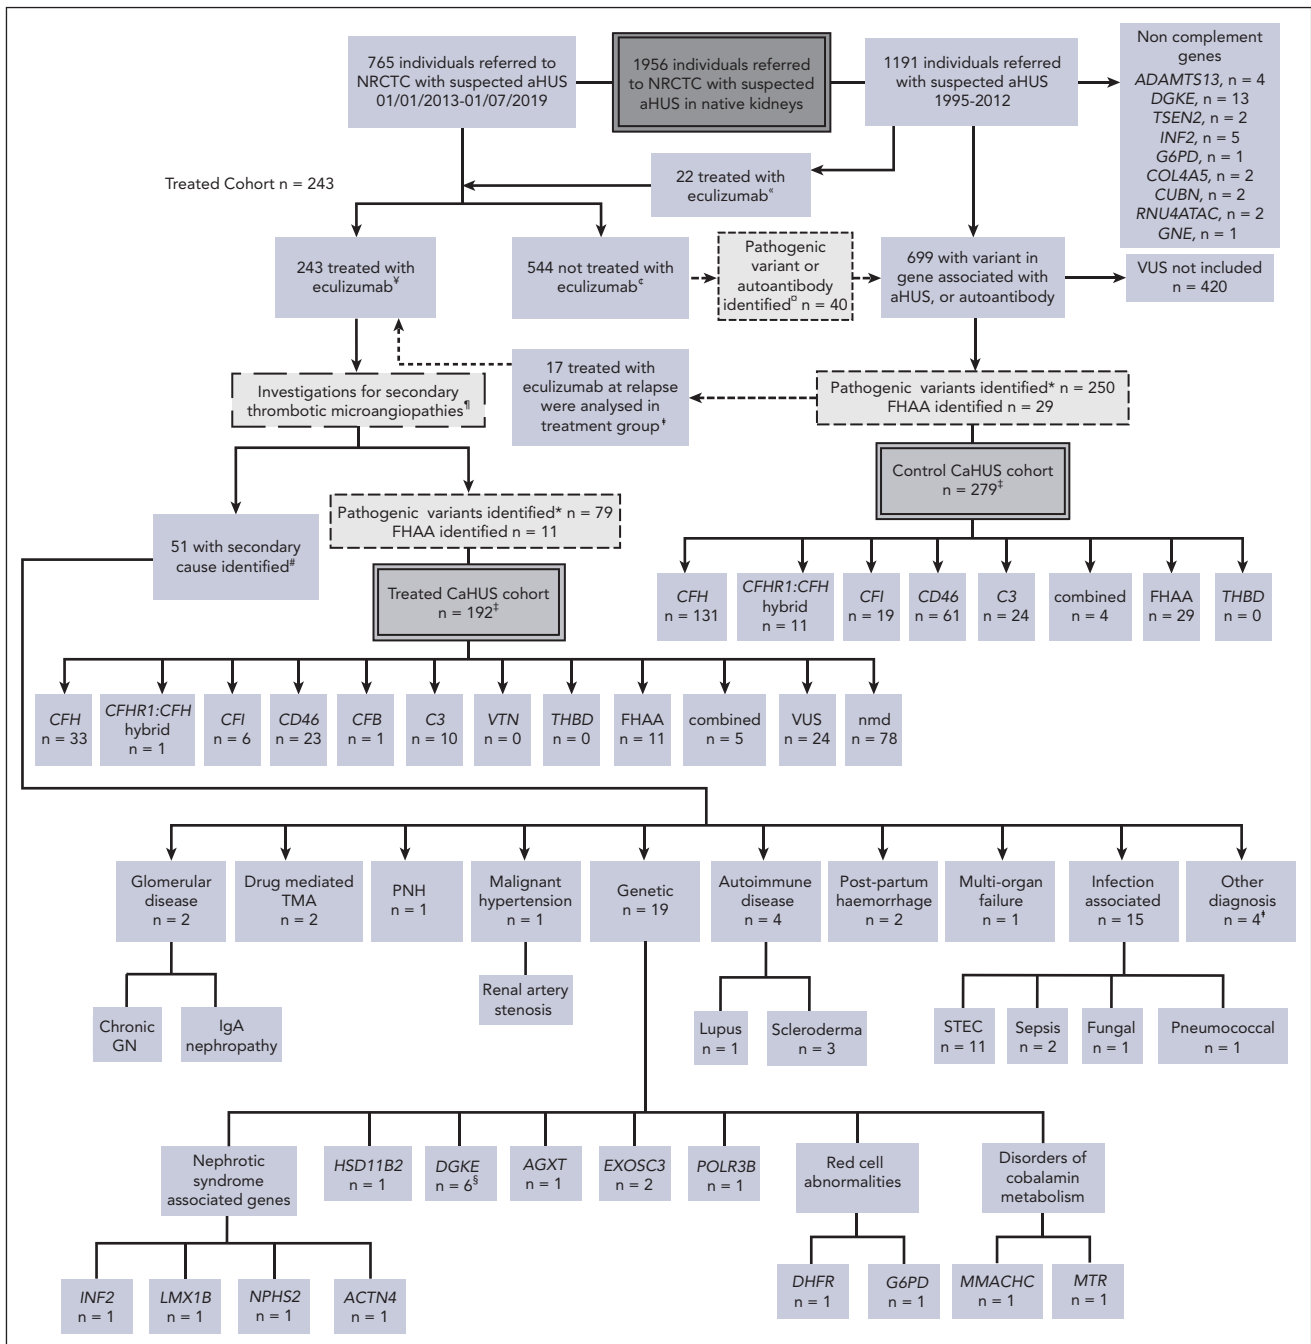 765 individuals referred
to NRCTC with suspected aHUS
01/01/2013-01/07/2019
1956 individuals referred
to NRCTC with suspected
aHUS in native kidneys
1191 individuals referred
with suspected aHUS
1995-2012
Non complement
genes
ADAMTS13, n = 4
DGKE, n = 13
TSEN2, n = 2
INF2, n = 5
G6PD, n = 1
COL4A5, n = 2
CUBN, n = 2
RNU4ATAC, n = 2
GNE, n = 1
Treated Cohort n = 243
22 treated with
eculizumab«
243 treated with
eculizumab¥
544 not treated with
eculizumab¢
Pathogenic
variant or
autoantibody
identified¤ n = 40
699 with variant in
gene associated with
aHUS, or autoantibody
VUS not included
n = 420
Investigations for secondary
thrombotic microangiopathies¶
17 treated with
eculizumab at relapse
were analysed in
treatment group‡
Pathogenic variants identified* n = 250
FHAA identified n = 29
Control CaHUS cohort
n = 279‡
51 with secondary
cause identified#
Pathogenic variants identified* n = 79
FHAA identified n = 11
Treated CaHUS cohort
n = 192‡
CFH
n = 131
CFHR1:CFH
hybrid
n = 11
CFI
n = 19
CD46
n = 61
C3
n = 24
combined
n = 4
FHAA
n = 29
THBD
n = 0
CFH
n = 33
CFHR1:CFH
hybrid
n = 1
CFI
n = 6
CD46
n = 23
CFB
n = 1
C3
n = 10
VTN
n = 0
THBD
n = 0
FHAA
n = 11
combined
n = 5
VUS
n = 24
nmd
n = 78
Glomerular
disease
n = 2
Drug mediated
TMA
n = 2
PNH
n = 1
Malignant
hypertension
n = 1
Genetic
n = 19
Autoimmune
disease
n = 4
Post-partum
haemorrhage
n = 2
Multi-organ
failure
n = 1
Infection
associated
n = 15
Other
diagnosis
n = 4‡
Chronic
GN
IgA
nephropathy
Renal artery
stenosis
Lupus
n = 1
Scleroderma
n = 3
STEC
n = 11
Sepsis
n = 2
Fungal
n = 1
Pneumococcal
n = 1
Nephrotic
syndrome
associated genes
HSD11B2
n = 1
DGKE
n = 6§
AGXT
n = 1
EXOSC3
n = 2
POLR3B
n = 1
Red cell
abnormalities
Disorders of
cobalamin
metabolism
INF2
n = 1
LMX1B
n = 1
NPHS2
n = 1
ACTN4
n = 1
DHFR
n = 1
G6PD
n = 1
MMACHC
n = 1
MTR
n = 1